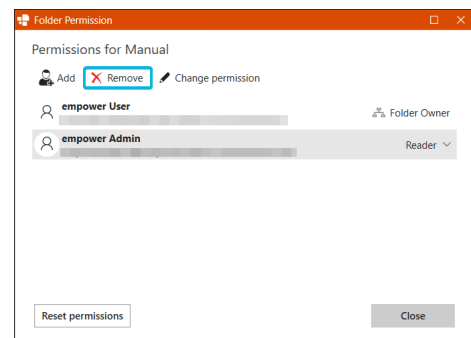 Folder Permission
Permissions for Manual
Add Remove Change permission
empower User
Folder Owner
empower Admin
Reader
Reset permissions Close